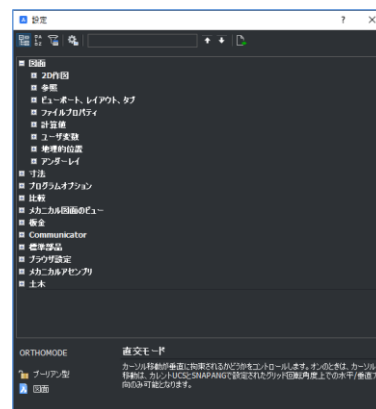 設定
図面
2D作図
参照
ビューポート、レイアウト、タブ
ファイルプロパティ
計算値
ユーザ変数
地理的位置
アンダーレイ
寸法
プログラムオプション
比較
メカニカル図面のビュー
板金
Communicator
標準部品
ブラウザ設定
メカニカルアセンブリ
土木
ORTHOMODE
直交モード
カーソル移動が垂直に拘束されるかどうかをコントロールします。オンのときは、カーソル
移動は、カレントUCSとSNAPANGで設定されたグリッド回転角度上での水平/垂直方
向のみ可能となります。
ブーリアン型
図面